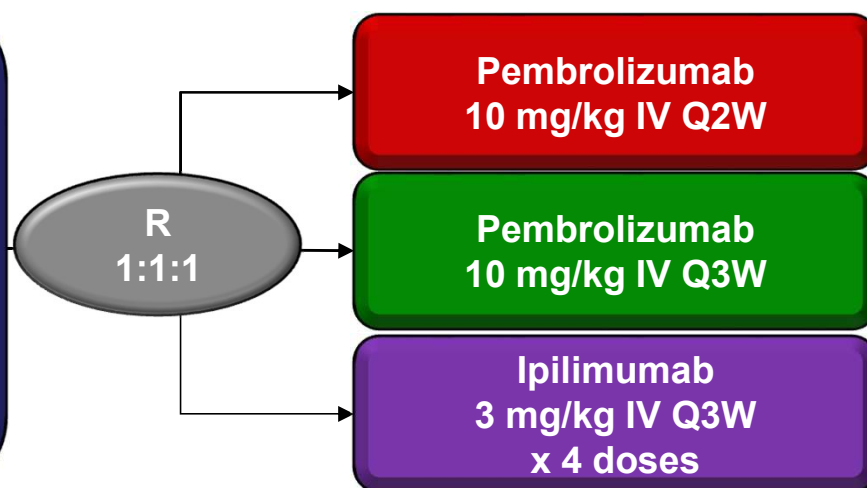 Pembrolizumab
10 mg/kg IV Q2W
R
1:1:1
Pembrolizumab
10 mg/kg IV Q3W
Ipilimumab
3 mg/kg IV Q3W
x 4 doses